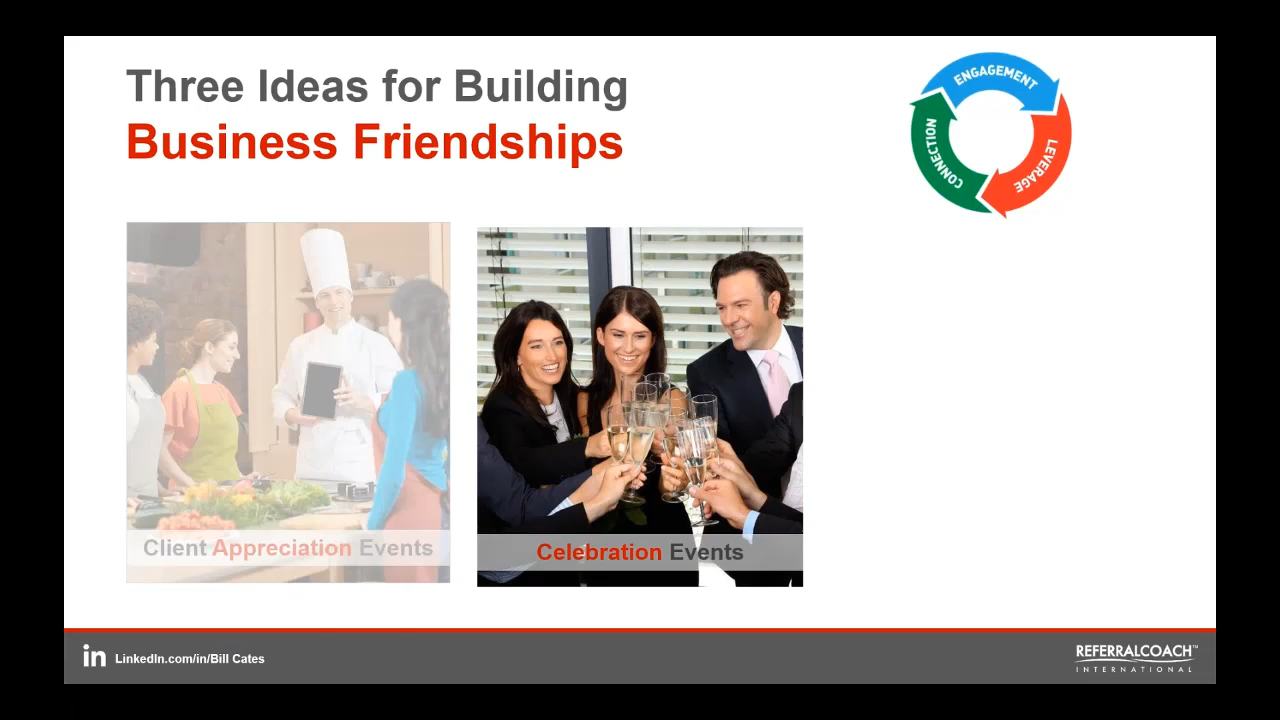 Three Ideas for Building
Business Friendships
ENGAGEMENT
LEVERAGE
CONNECTION
Client Appreciation Events
Celebration Events
in
LinkedIn.com/in/Bill Cates
REFERRALCOACH™
INTERNATIONAL